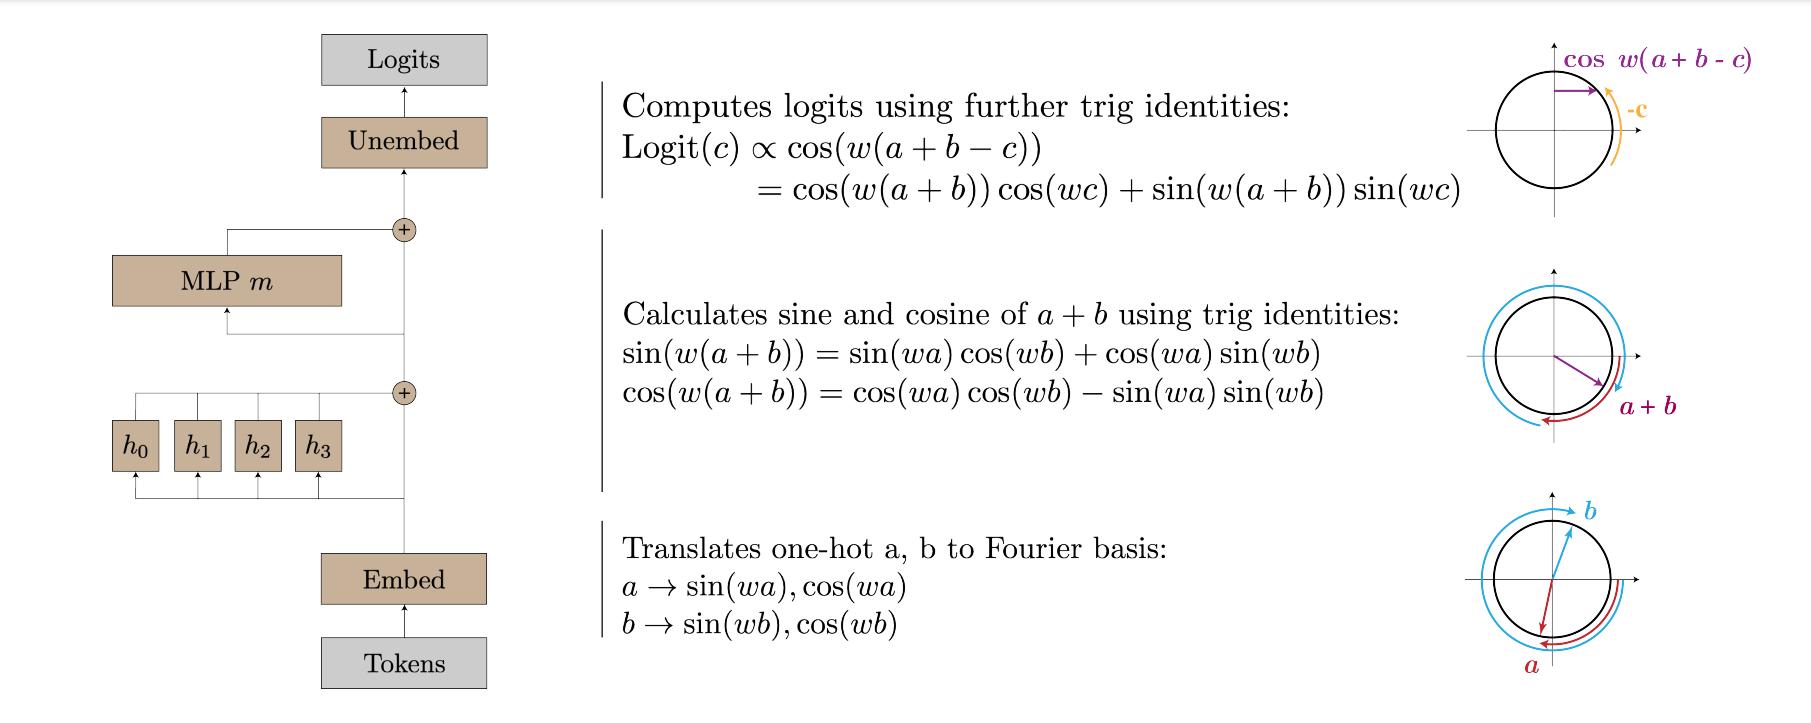 Logits
Unembed
+
MLP m
+
h₀ h₁ h₂ h₃
Embed
Tokens
Computes logits using further trig identities:
Logit(c) ∝ cos(w(a + b − c))
= cos(w(a + b)) cos(wc) + sin(w(a + b)) sin(wc)
Calculates sine and cosine of a + b using trig identities:
sin(w(a + b)) = sin(wa) cos(wb) + cos(wa) sin(wb)
cos(w(a + b)) = cos(wa) cos(wb) − sin(wa) sin(wb)
Translates one-hot a, b to Fourier basis:
a → sin(wa), cos(wa)
b → sin(wb), cos(wb)
cos w(a + b - c)
-c
a + b
b
a